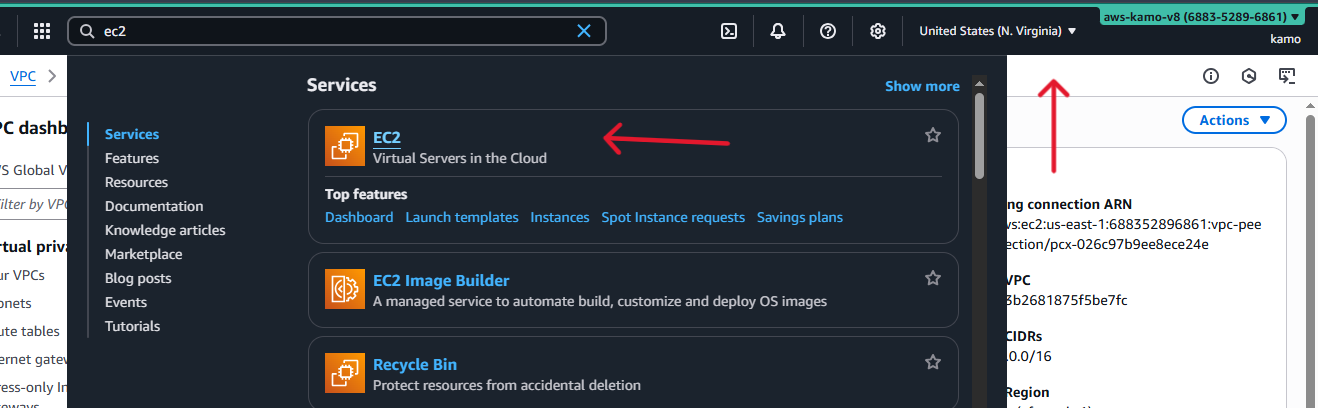 ec2
United States (N. Virginia)
aws-kamo-v8 (6883-5289-6861)
kamo
VPC
Services
Show more
Services
Features
Resources
Documentation
Knowledge articles
Marketplace
Blog posts
Events
Tutorials
EC2
Virtual Servers in the Cloud
Top features
Dashboard Launch templates Instances Spot Instance requests Savings plans
EC2 Image Builder
A managed service to automate build, customize and deploy OS images
Recycle Bin
Protect resources from accidental deletion
PC dashb
/S Global V
ilter by VPC
rtual priva
ur VPCs
onets
ute tables
ernet gatew
ress-only In
eways
Actions
ng connection ARN
vs:ec2:us-east-1:688352896861:vpc-pee
ection/pcx-026c97b9ee8ece24e
VPC
3b2681875f5be7fc
CIDRs
.0.0/16
Region